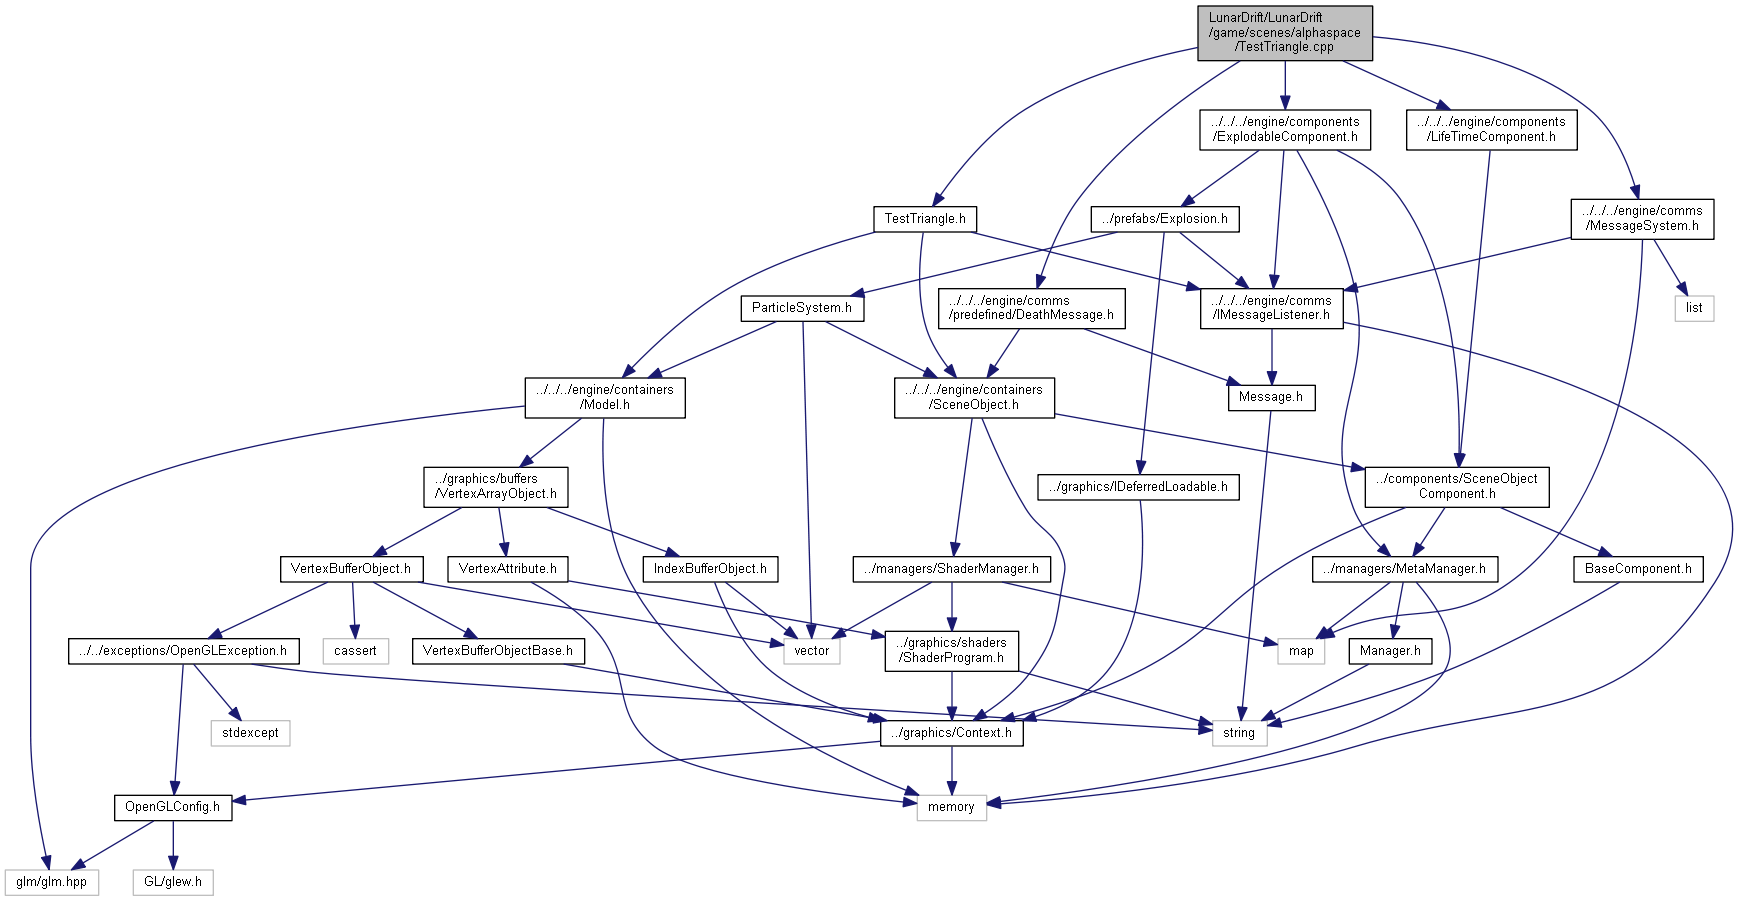 LunarDrift/LunarDrift
/game/scenes/alphaspace
/TestTriangle.cpp
../../../engine/components
/ExplodableComponent.h
../../../engine/components
/LifeTimeComponent.h
TestTriangle.h
../prefabs/Explosion.h
../../../engine/comms
/MessageSystem.h
ParticleSystem.h
../../../engine/comms
/predefined/DeathMessage.h
../../../engine/comms
/IMessageListener.h
list
../../../engine/containers
/Model.h
../../../engine/containers
/SceneObject.h
Message.h
../graphics/buffers
/VertexArrayObject.h
../graphics/IDeferredLoadable.h
../components/SceneObject
Component.h
VertexBufferObject.h
VertexAttribute.h
IndexBufferObject.h
../managers/ShaderManager.h
../managers/MetaManager.h
BaseComponent.h
../../exceptions/OpenGLException.h
cassert
VertexBufferObjectBase.h
vector
../graphics/shaders
/ShaderProgram.h
map
Manager.h
stdexcept
../graphics/Context.h
string
OpenGLConfig.h
memory
glm/glm.hpp
GL/glew.h